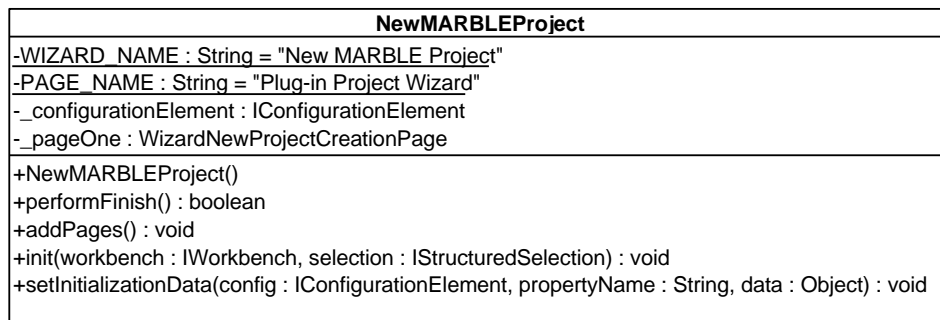 NewMARBLEProject
-WIZARD_NAME : String = "New MARBLE Project"
-PAGE_NAME : String = "Plug-in Project Wizard"
-_configurationElement : IConfigurationElement
-_pageOne : WizardNewProjectCreationPage
+NewMARBLEProject()
+performFinish() : boolean
+addPages() : void
+init(workbench : IWorkbench, selection : IStructuredSelection) : void
+setInitializationData(config : IConfigurationElement, propertyName : String, data : Object) : void